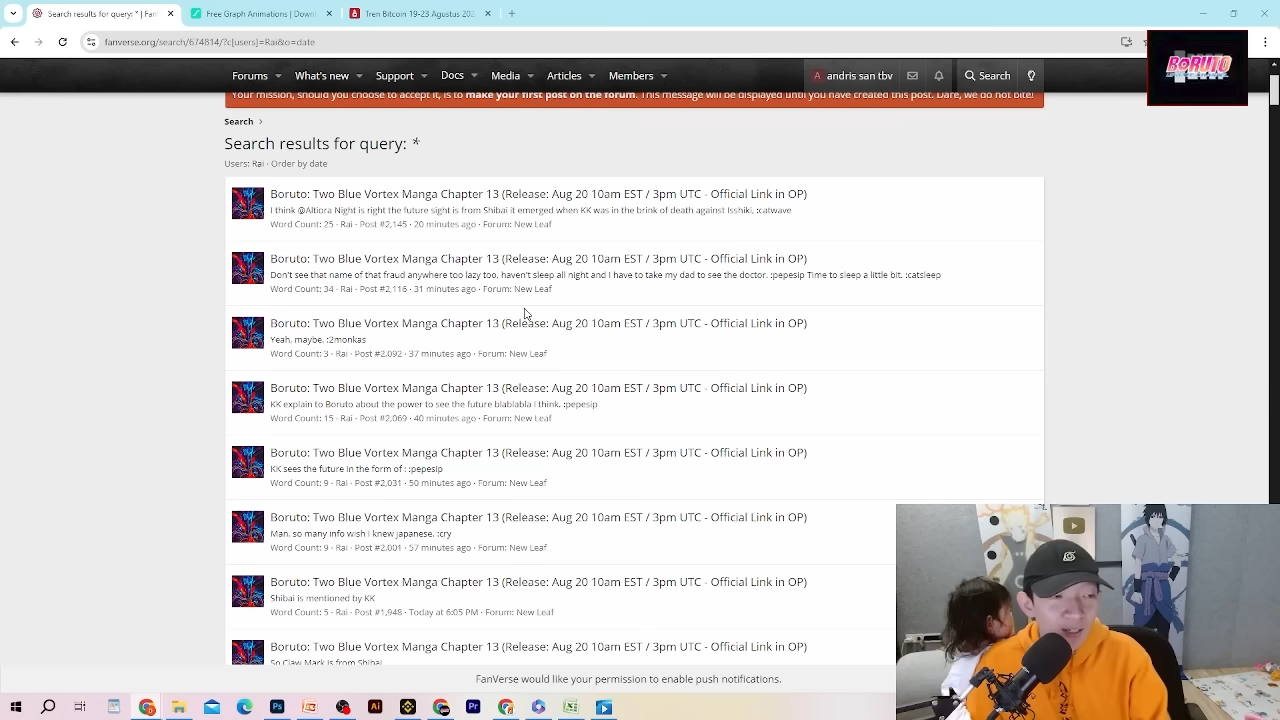 Search results for query: * | Fan
Free Graf Animations | Downl
Tren Bitcoin 19-23 Agustus 202
fanverse.org/search/674814/?c[users]=Rai&o=date
Forums
What's new
Support
Docs
Articles
Members
andris san tbv
Search
BORUTO
Your mission, should you choose to accept it, is to make your first post on the forum. This message will be displayed until you have created this post. Dare, we do not bite!
Search
Search results for query: *
Users: Rai · Order by date
Boruto: Two Blue Vortex Manga Chapter 13 (Release: Aug 20 10am EST / 3pm UTC - Official Link in OP)
I think @Altiora Night is right the future sight is from Shibai it emerged when KK was in the brink of death against Isshiki, :catwave
Word Count: 25 · Rai · Post #2,145 · 20 minutes ago · Forum: New Leaf
Boruto: Two Blue Vortex Manga Chapter 13 (Release: Aug 20 10am EST / 3pm UTC - Official Link in OP)
Don't see that name of that fraud anywhere too lazy too, haven't sleep all night and I have to take my dad to see the doctor. :pepesip Time to sleep a little bit. :catsleep
Word Count: 34 · Rai · Post #2,116 · 31 minutes ago · Forum: New Leaf
Boruto: Two Blue Vortex Manga Chapter 13 (Release: Aug 20 10am EST / 3pm UTC - Official Link in OP)
Yeah, maybe. :2monkas
Word Count: 3 · Rai · Post #2,092 · 37 minutes ago · Forum: New Leaf
Boruto: Two Blue Vortex Manga Chapter 13 (Release: Aug 20 10am EST / 3pm UTC - Official Link in OP)
KK explain to Boruto about the power to see the future blablabla I think. :pepesip
Word Count: 15 · Rai · Post #2,069 · 40 minutes ago · Forum: New Leaf
Boruto: Two Blue Vortex Manga Chapter 13 (Release: Aug 20 10am EST / 3pm UTC - Official Link in OP)
KK sees the future in the form of : :pepesip
Word Count: 9 · Rai · Post #2,031 · 50 minutes ago · Forum: New Leaf
Boruto: Two Blue Vortex Manga Chapter 13 (Release: Aug 20 10am EST / 3pm UTC - Official Link in OP)
Man, so many info wish I knew Japanese. :cry
Word Count: 9 · Rai · Post #2,001 · 57 minutes ago · Forum: New Leaf
Boruto: Two Blue Vortex Manga Chapter 13 (Release: Aug 20 10am EST / 3pm UTC - Official Link in OP)
Shibai is mentioned by KK
Word Count: 5 · Rai · Post #1,948 · Today at 6:05 PM · Forum: New Leaf
Boruto: Two Blue Vortex Manga Chapter 13 (Release: Aug 20 10am EST / 3pm UTC - Official Link in OP)
So Claw Mark is from Shibai
FanVerse would like your permission to enable push notifications.